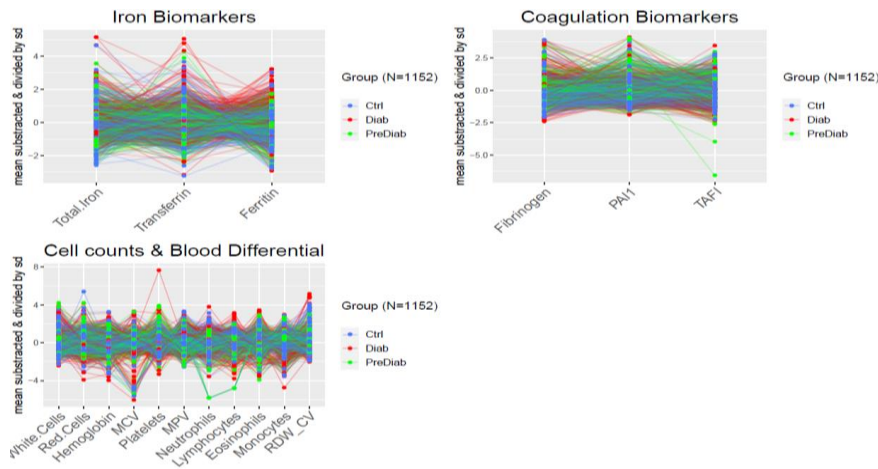 Iron Biomarkers
mean substracted & divided by sd
4
2
0
−2
Total.Iron
Transferrin
Ferritin
Group (N=1152)
Ctrl
Diab
PreDiab
Coagulation Biomarkers
mean substracted & divided by sd
2.5
0.0
−2.5
−5.0
Fibrinogen
PAI1
TAFI
Group (N=1152)
Ctrl
Diab
PreDiab
Cell counts & Blood Differential
mean substracted & divided by sd
8
4
0
−4
White.Cells
Red.Cells
Hemoglobin
MCV
Platelets
MPV
Neutrophils
Lymphocytes
Eosinophils
Monocytes
RDW_CV
Group (N=1152)
Ctrl
Diab
PreDiab